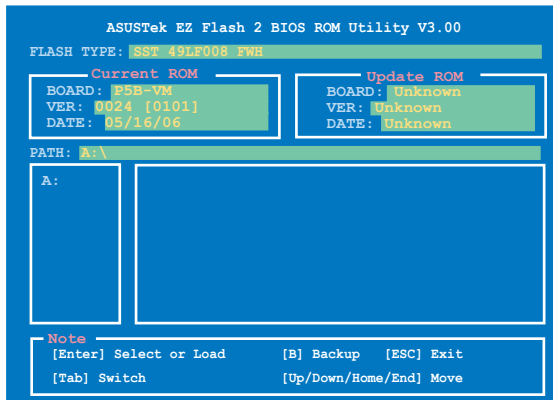 ASUSTek EZ Flash 2 BIOS ROM Utility V3.00
FLASH TYPE: SST 49LF008 FWH
Current ROM
BOARD: P5B-VM
VER: 0024 [0101]
DATE: 05/16/06
Update ROM
BOARD: Unknown
VER: Unknown
DATE: Unknown
PATH: A:\
A:
Note
[Enter] Select or Load [B] Backup [ESC] Exit
[Tab] Switch [Up/Down/Home/End] Move